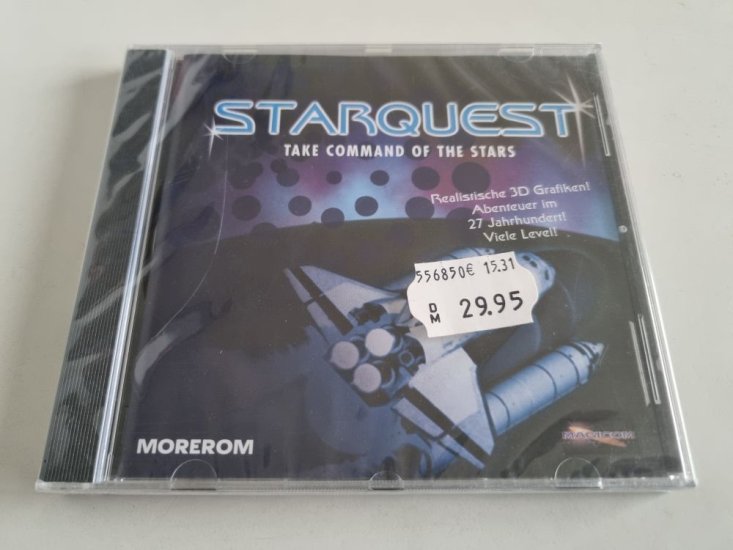 STARQUEST
TAKE COMMAND OF THE STARS
Realistische 3D Grafiken!
Abenteuer im
27 Jahrhundert!
Viele Level!
556850€ 15.31
DM 29.95
MOREROM
MAGICOM